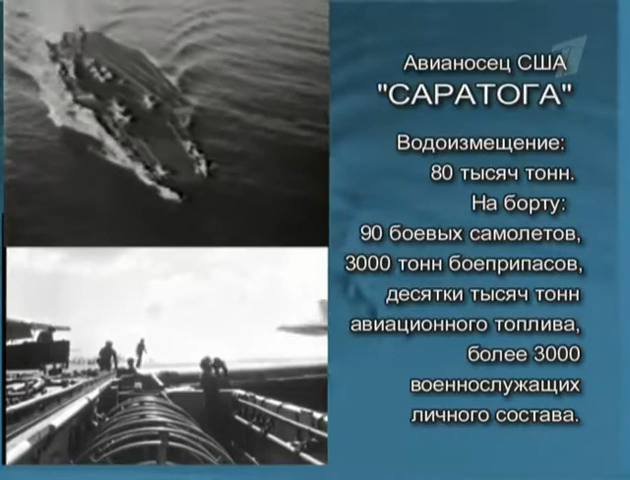 Авианосец США
"САРАТОГА"
Водоизмещение:
80 тысяч тонн.
На борту:
90 боевых самолетов,
3000 тонн боеприпасов,
десятки тысяч тонн
авиационного топлива,
более 3000
военнослужащих
личного состава.